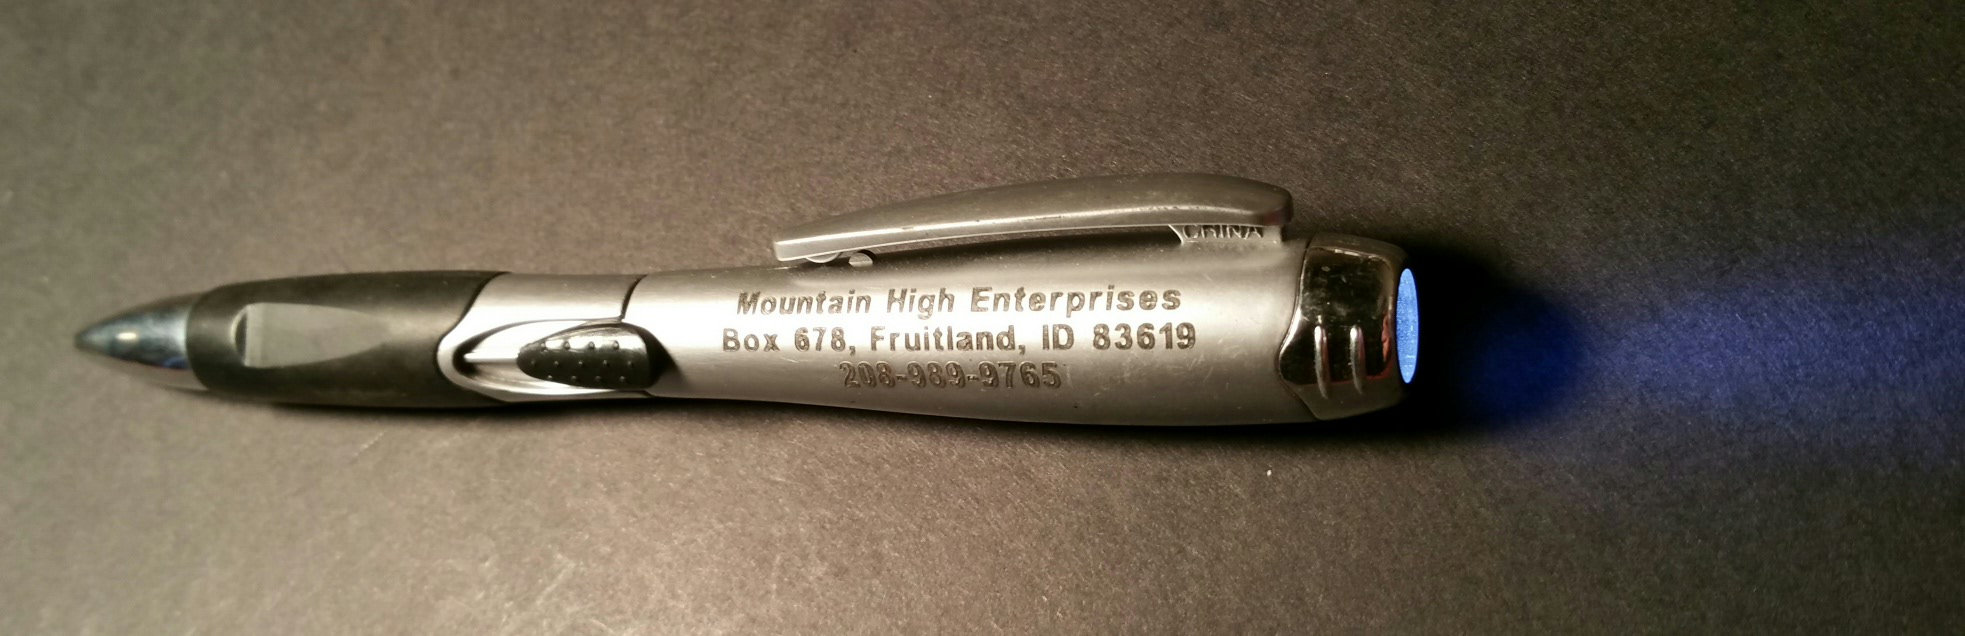 CHINA
Mountain High Enterprises
Box 678, Fruitland, ID 83619
208-989-9765